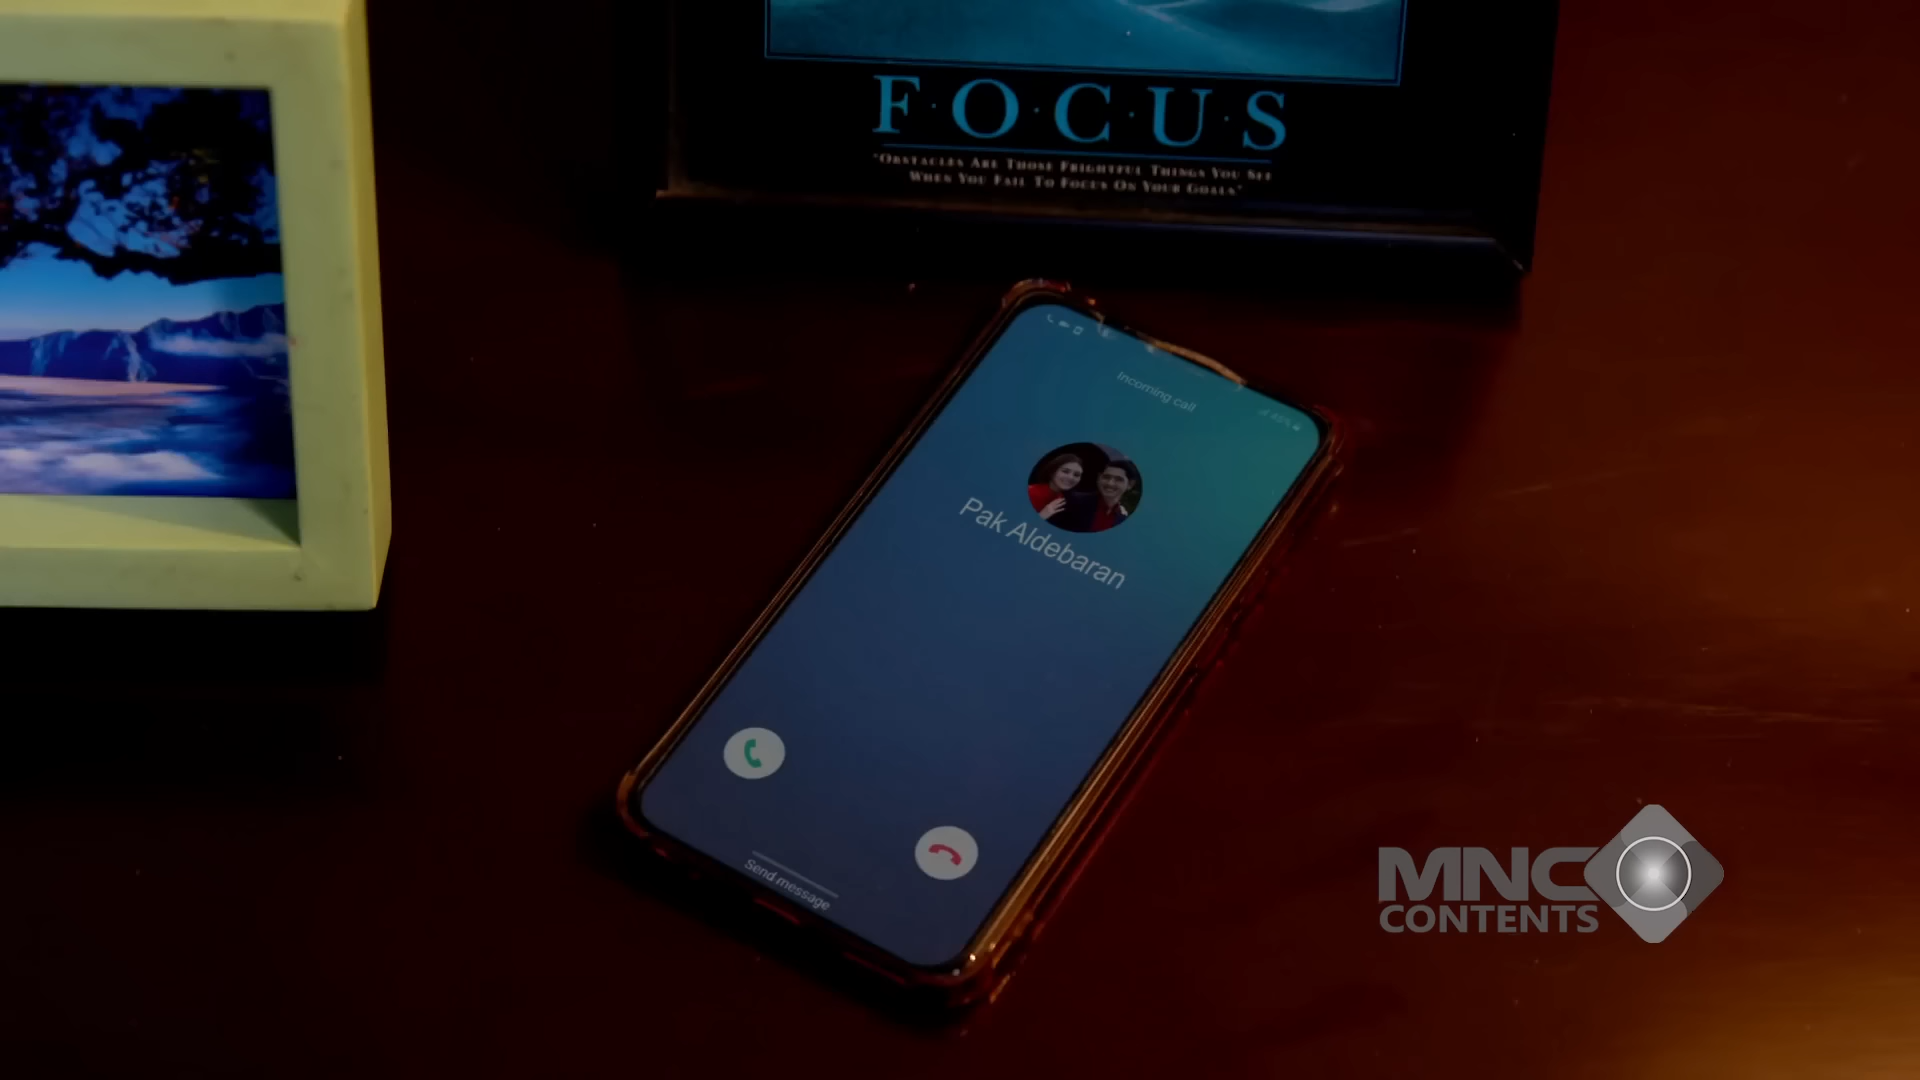 F·O·C·U·S
"OBSTACLES ARE THOSE FRIGHTFUL THINGS YOU SEE
WHEN YOU FAIL TO FOCUS ON YOUR GOALS"
Incoming call
Pak Aldebaran
Send message
MNC
CONTENTS